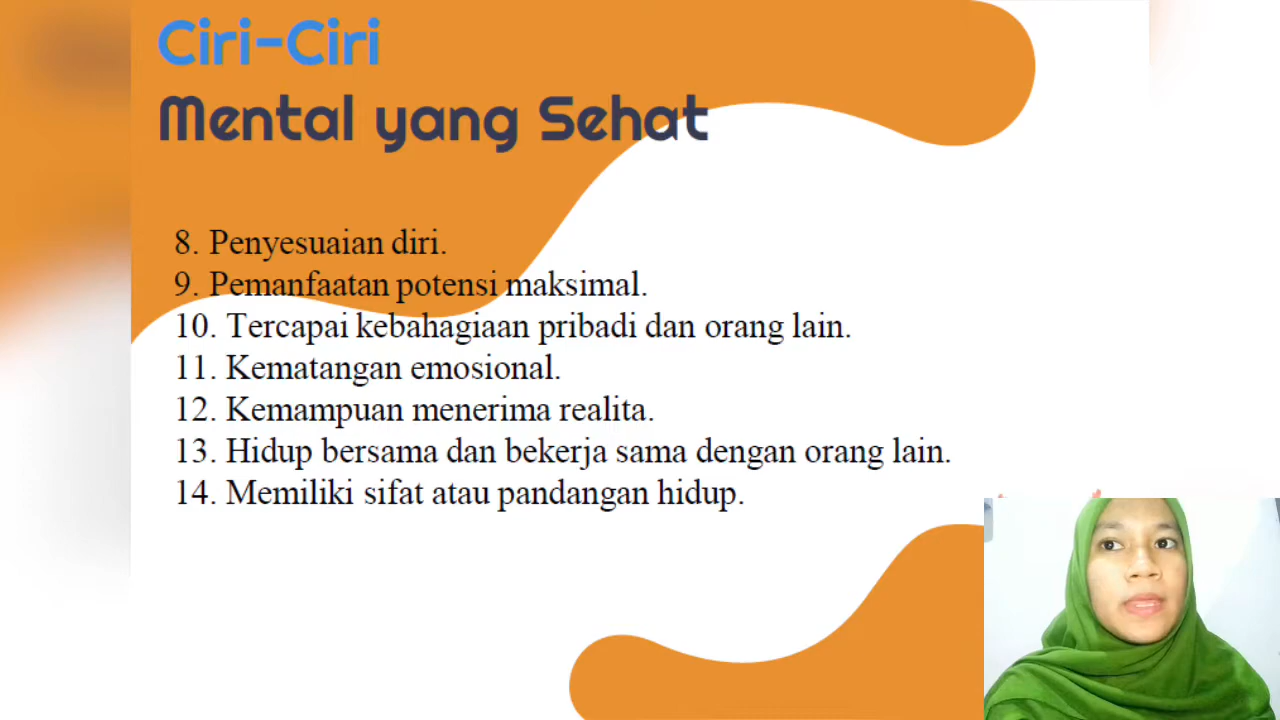 Ciri-Ciri
Mental yang Sehat
8. Penyesuaian diri.
9. Pemanfaatan potensi maksimal.
10. Tercapai kebahagiaan pribadi dan orang lain.
11. Kematangan emosional.
12. Kemampuan menerima realita.
13. Hidup bersama dan bekerja sama dengan orang lain.
14. Memiliki sifat atau pandangan hidup.